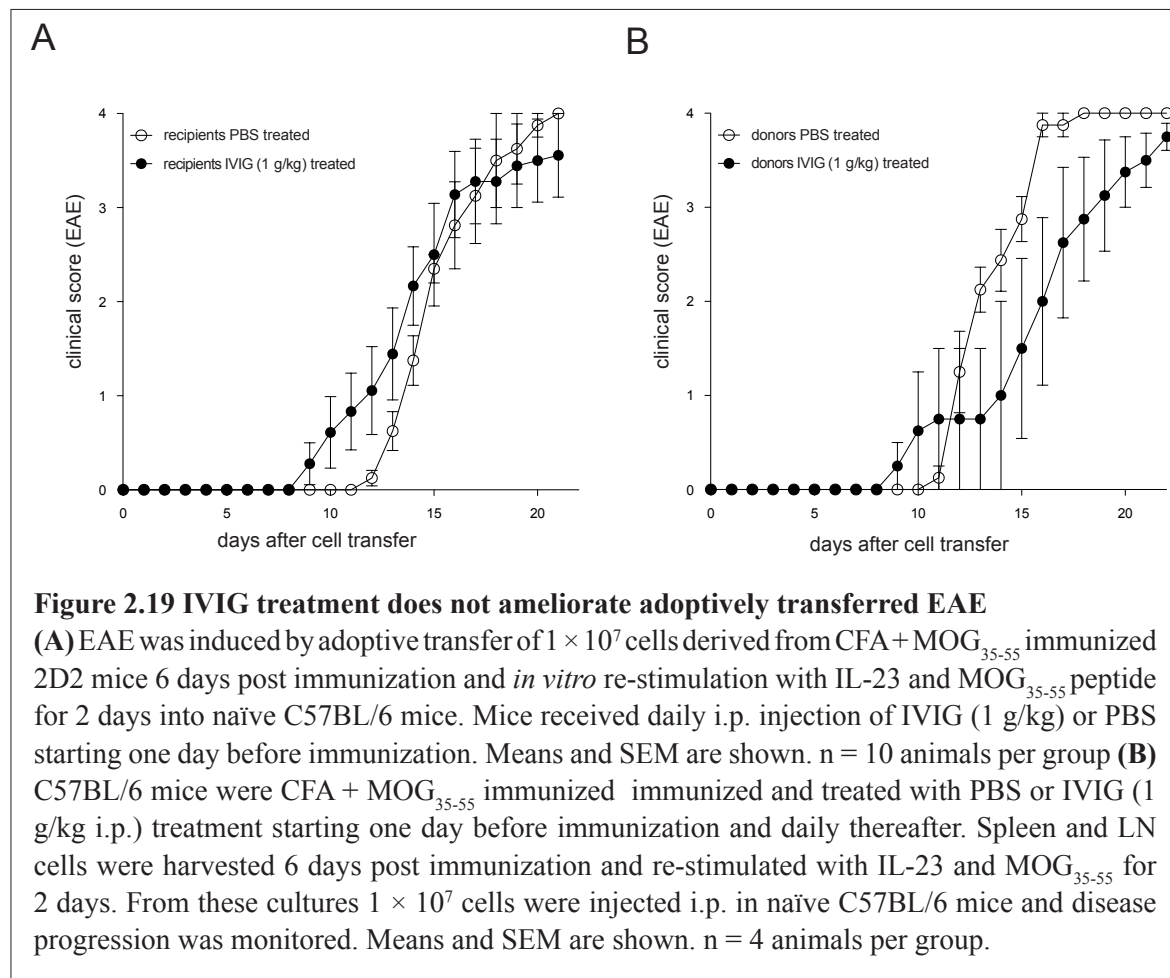 A
B
4
3
2
1
0
clinical score (EAE)
recipients PBS treated
recipients IVIG (1 g/kg) treated
0 5 10 15 20
days after cell transfer
4
3
2
1
0
clinical score (EAE)
donors PBS treated
donors IVIG (1 g/kg) treated
0 5 10 15 20
days after cell transfer
Figure 2.19 IVIG treatment does not ameliorate adoptively transferred EAE
(A) EAE was induced by adoptive transfer of 1 × 10⁷ cells derived from CFA+MOG₃₅₋₅₅ immunized
2D2 mice 6 days post immunization and in vitro re-stimulation with IL-23 and MOG₃₅₋₅₅ peptide
for 2 days into naïve C57BL/6 mice. Mice received daily i.p. injection of IVIG (1 g/kg) or PBS
starting one day before immunization. Means and SEM are shown. n = 10 animals per group (B)
C57BL/6 mice were CFA + MOG₃₅₋₅₅ immunized immunized and treated with PBS or IVIG (1
g/kg i.p.) treatment starting one day before immunization and daily thereafter. Spleen and LN
cells were harvested 6 days post immunization and re-stimulated with IL-23 and MOG₃₅₋₅₅ for
2 days. From these cultures 1 × 10⁷ cells were injected i.p. in naïve C57BL/6 mice and disease
progression was monitored. Means and SEM are shown. n = 4 animals per group.